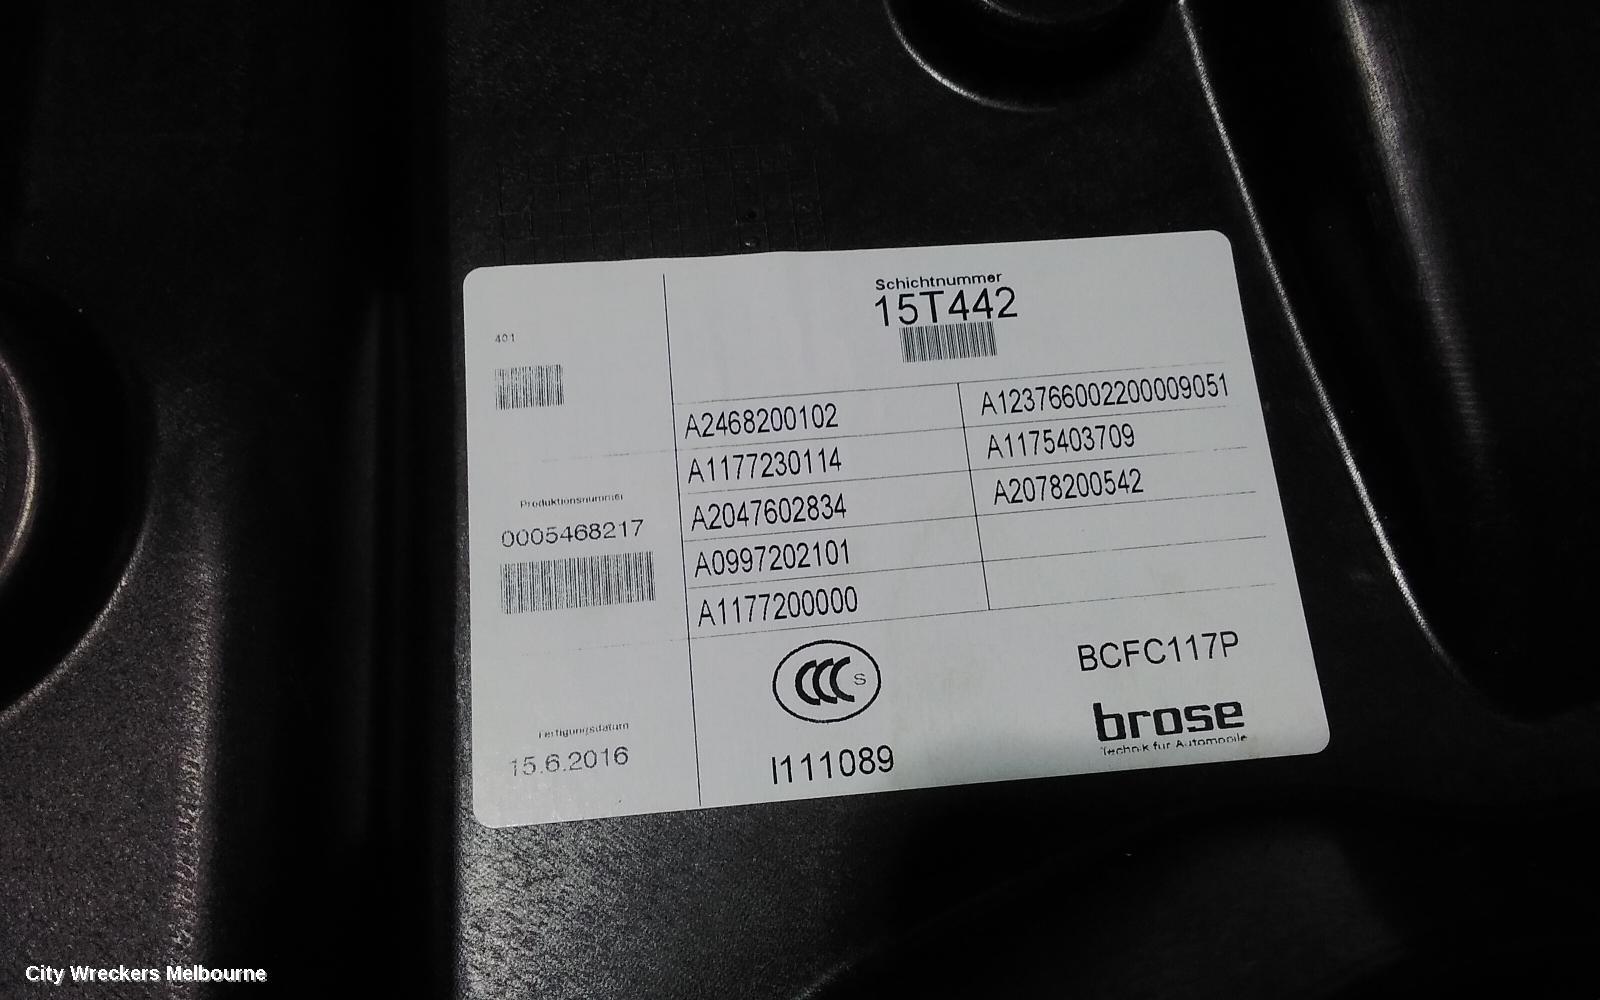 Schichtnummer
15T442
401
A2468200102
A123766002200009051
A1177230114
A1175403709
A2047602834
A2078200542
A0997202101
A1177200000
Produktionsnummer
0005468217
Fertigungsdatum
15.6.2016
CCC S
I111089
BCFC117P
brose
Technik für Automobile
City Wreckers Melbourne